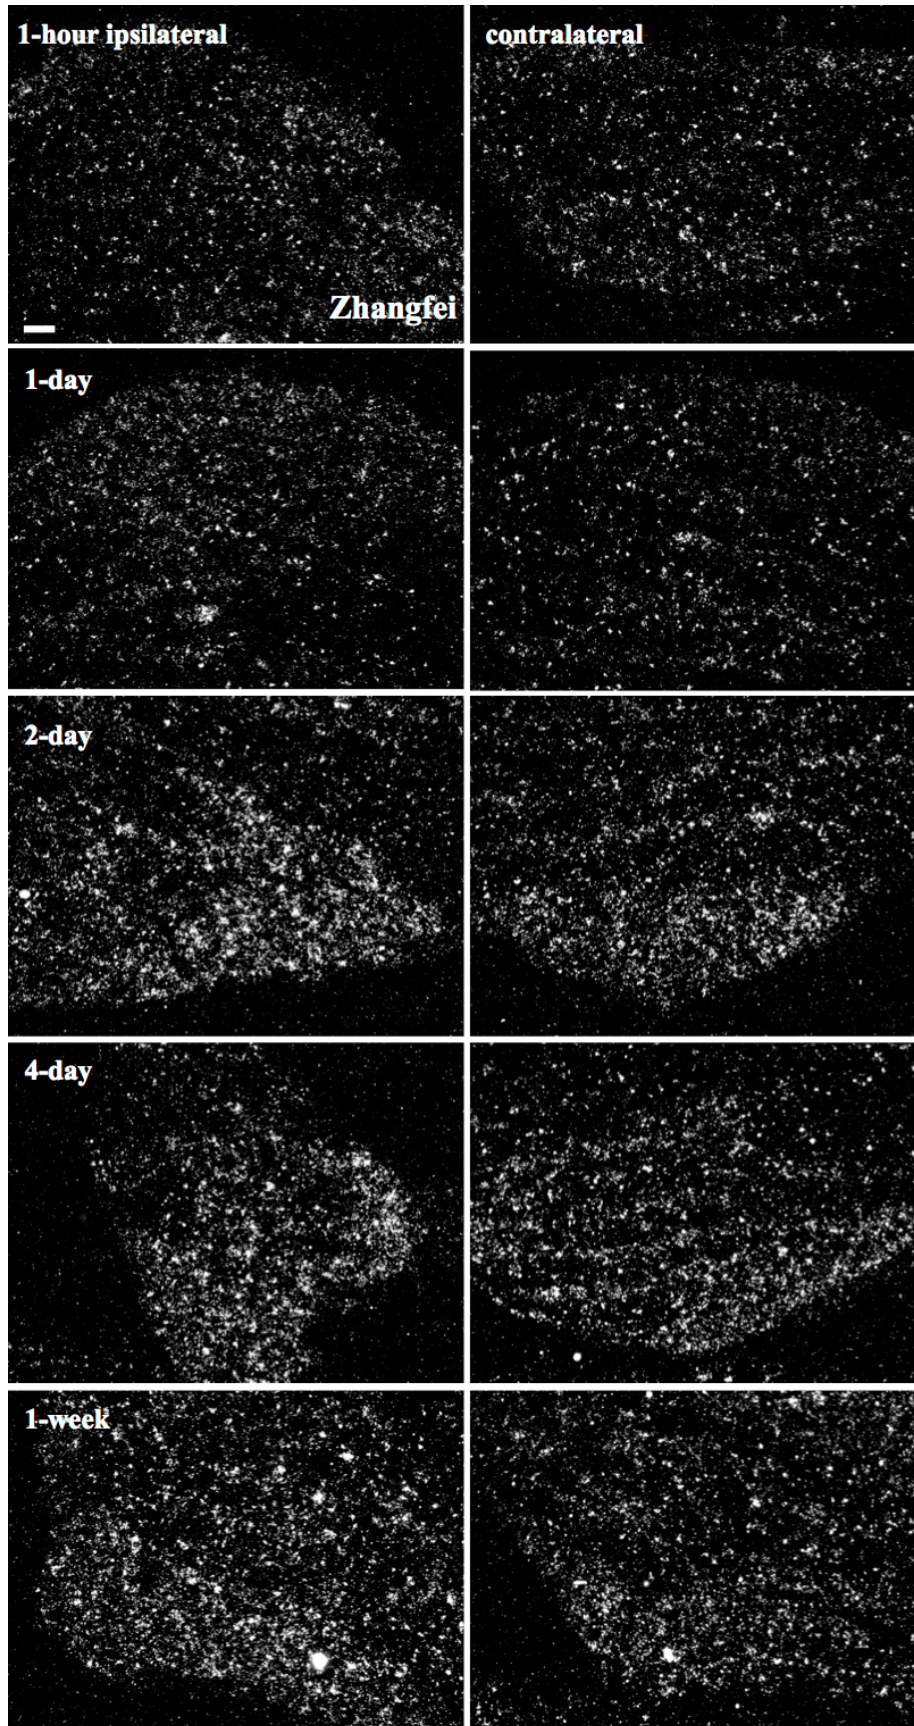 1-hour ipsilateral
contralateral
Zhangfei
1-day
2-day
4-day
1-week